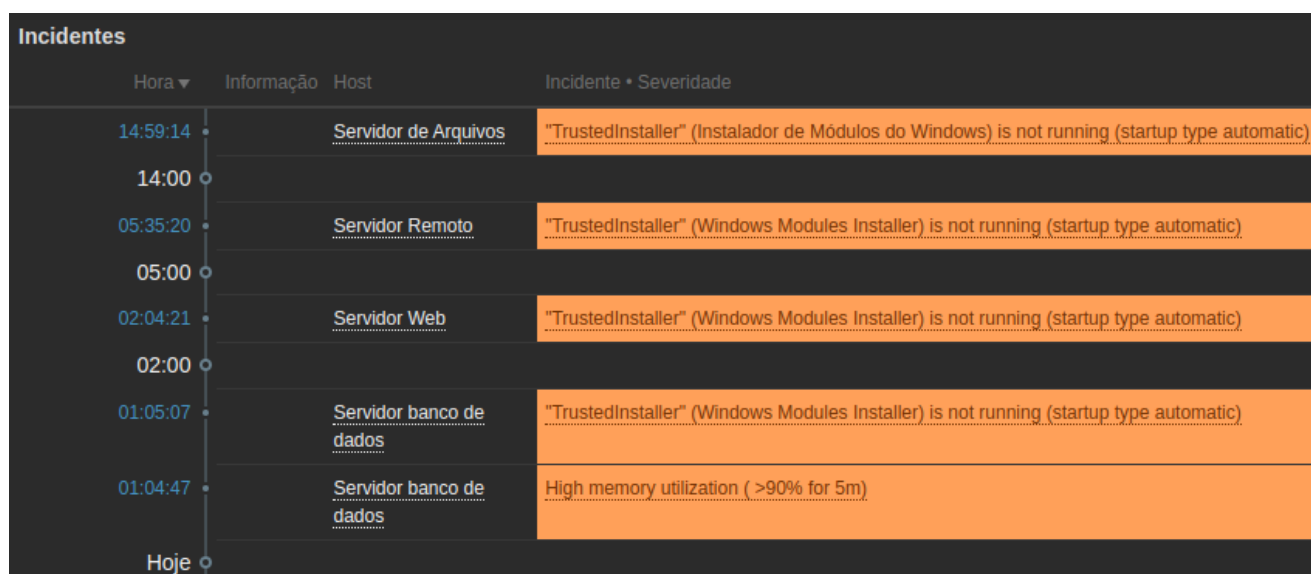 Incidentes
Hora▼ Informação Host Incidente • Severidade
14:59:14 Servidor de Arquivos "TrustedInstaller" (Instalador de Módulos do Windows) is not running (startup type automatic)
14:00
05:35:20 Servidor Remoto "TrustedInstaller" (Windows Modules Installer) is not running (startup type automatic)
05:00
02:04:21 Servidor Web "TrustedInstaller" (Windows Modules Installer) is not running (startup type automatic)
02:00
01:05:07 Servidor banco de "TrustedInstaller" (Windows Modules Installer) is not running (startup type automatic)
dados
01:04:47 Servidor banco de High memory utilization ( >90% for 5m)
dados
Hoje